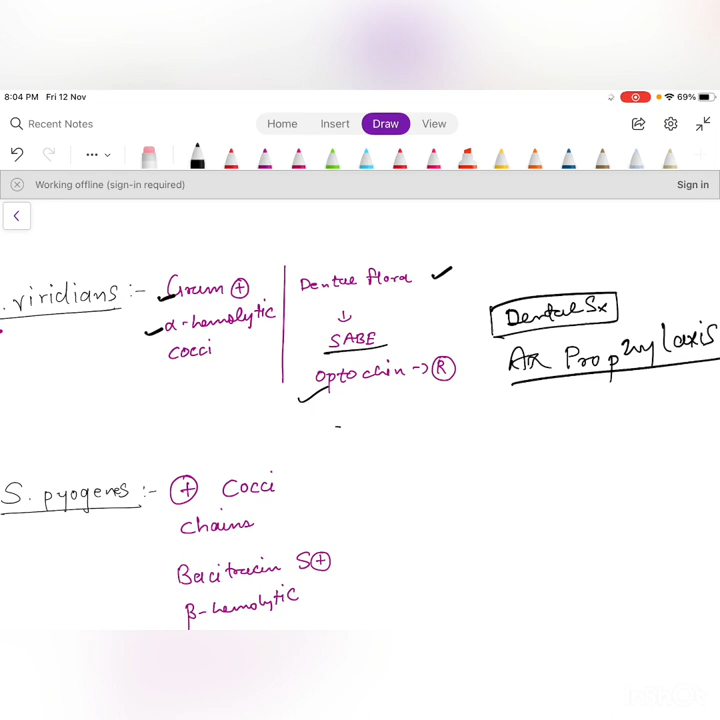 8:04 PM Fri 12 Nov
69%
Recent Notes
Home Insert Draw View
Working offline (sign-in required)
Sign in
. viridians :- Gram +
α-hemolytic
cocci
Dental flora
↓
SABE
optochin → R
Dental Sx
Prophylaxis
S. pyogenes :- + Cocci
chains
Bacitracin S +
β-hemolytic